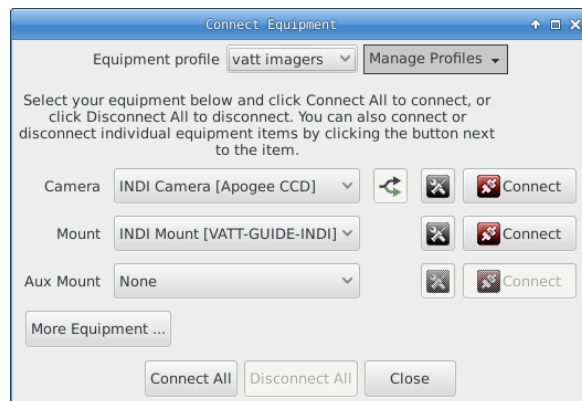 Connect Equipment
Equipment profile vatt imagers Manage Profiles
Select your equipment below and click Connect All to connect, or
click Disconnect All to disconnect. You can also connect or
disconnect individual equipment items by clicking the button next
to the item.
Camera INDI Camera [Apogee CCD] Connect
Mount INDI Mount [VATT-GUIDE-INDI] Connect
Aux Mount None Connect
More Equipment ...
Connect All Disconnect All Close